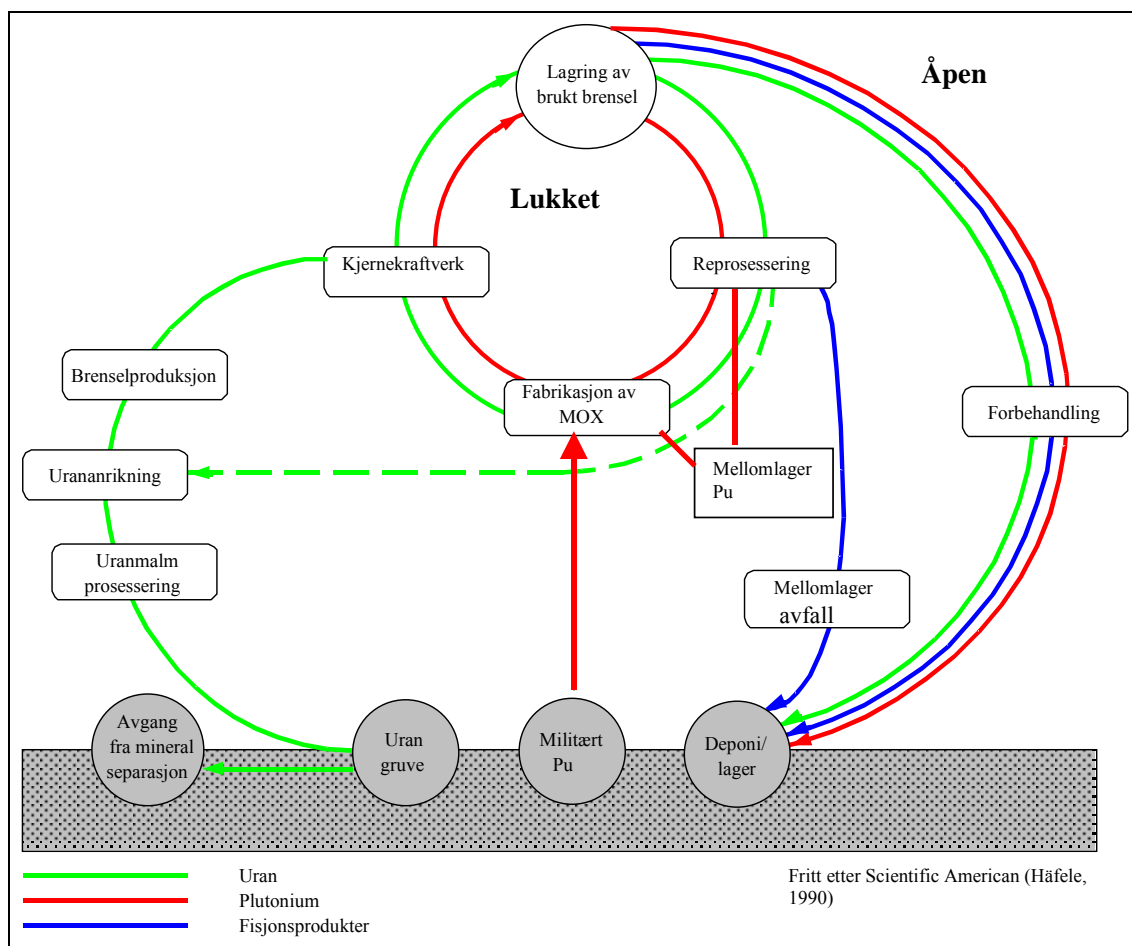 Lagring av
brukt brensel
Åpen
Lukket
Kjernekraftverk
Reprosessering
Brenselproduksjon
Fabrikasjon av
MOX
Forbehandling
Urananrikning
Mellomlager
Pu
Uranmalm
prosessering
Mellomlager
avfall
Avgang
fra mineral
separasjon
Uran
gruve
Militært
Pu
Deponi/
lager
Uran
Plutonium
Fisjonsprodukter
Fritt etter Scientific American (Häfele,
1990)